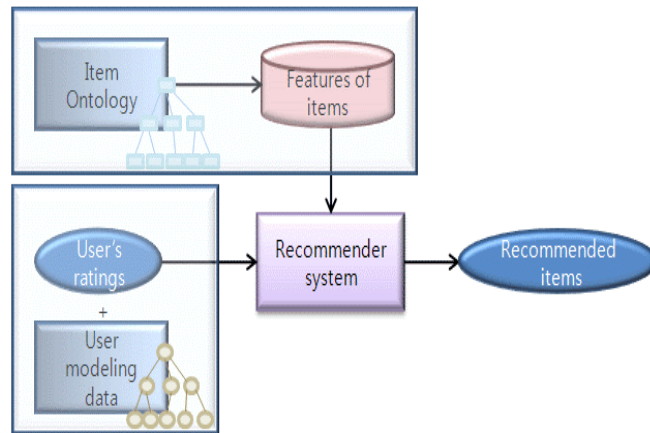 Item
Ontology
Features of
items
User's
ratings
+
User
modeling
data
Recommender
system
Recommended
items